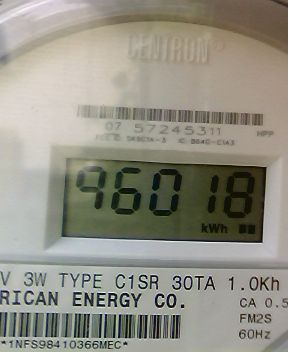 CENTRON®
07 57245311
HPP
96018
kWh
V 3W TYPE C1SR 30TA 1.0Kh
RICAN ENERGY CO.
CA 0.5
FM2S
60Hz
*1NFS98410366MEC*